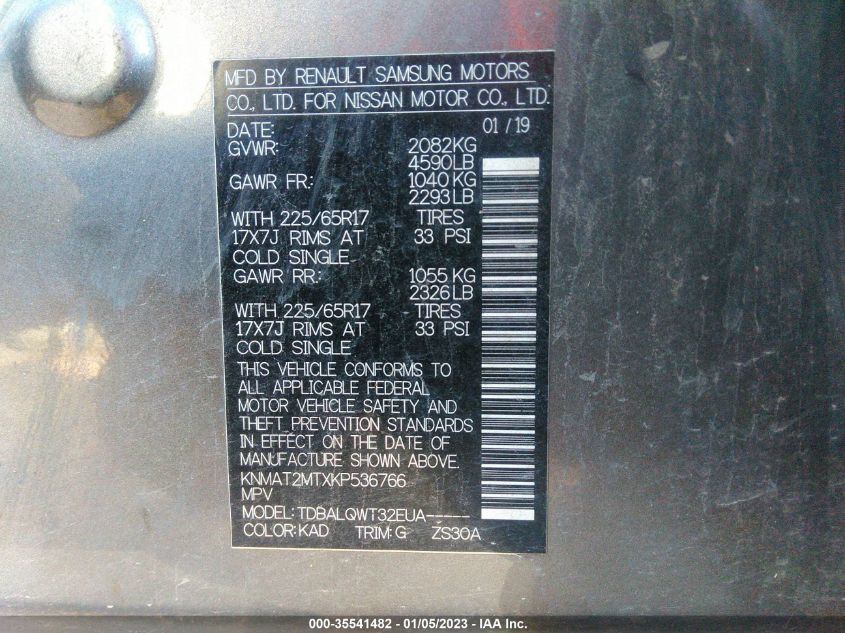 MFD BY RENAULT SAMSUNG MOTORS
CO., LTD. FOR NISSAN MOTOR CO., LTD.
DATE: 01/19
GVWR: 2082KG
4590LB
GAWR FR.: 1040KG
2293LB
WITH 225/65R17 TIRES
17X7J RIMS AT 33 PSI
COLD SINGLE
GAWR RR.: 1055KG
2326LB
WITH 225/65R17 TIRES
17X7J RIMS AT 33 PSI
COLD SINGLE
THIS VEHICLE CONFORMS TO
ALL APPLICABLE FEDERAL
MOTOR VEHICLE SAFETY AND
THEFT PREVENTION STANDARDS
IN EFFECT ON THE DATE OF
MANUFACTURE SHOWN ABOVE.
KNMAT2MTXKP536766
MPV
MODEL:TDBALQWT32EUA-----
COLOR:KAD TRIM:G ZS30A
000-35541482 - 01/05/2023 - IAA Inc.